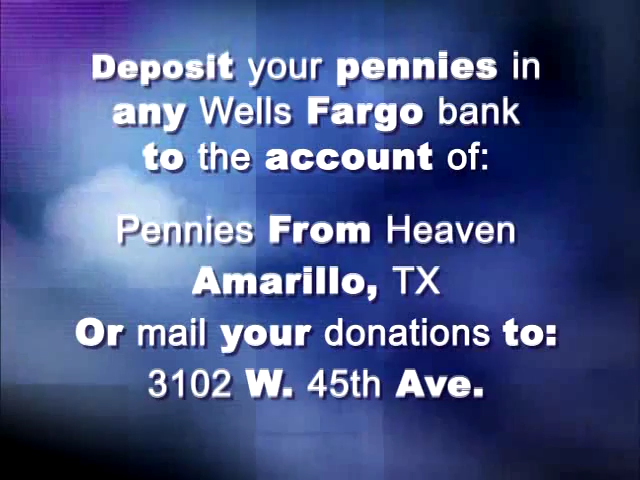 Deposit your pennies in
any Wells Fargo bank
to the account of:
Pennies From Heaven
Amarillo, TX
Or mail your donations to:
3102 W. 45th Ave.